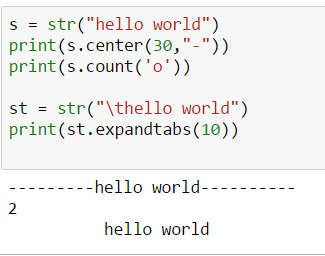 s = str("hello world")
print(s.center(30,"-"))
print(s.count('o'))

st = str("\thello world")
print(st.expandtabs(10))

---------hello world----------
2
          hello world